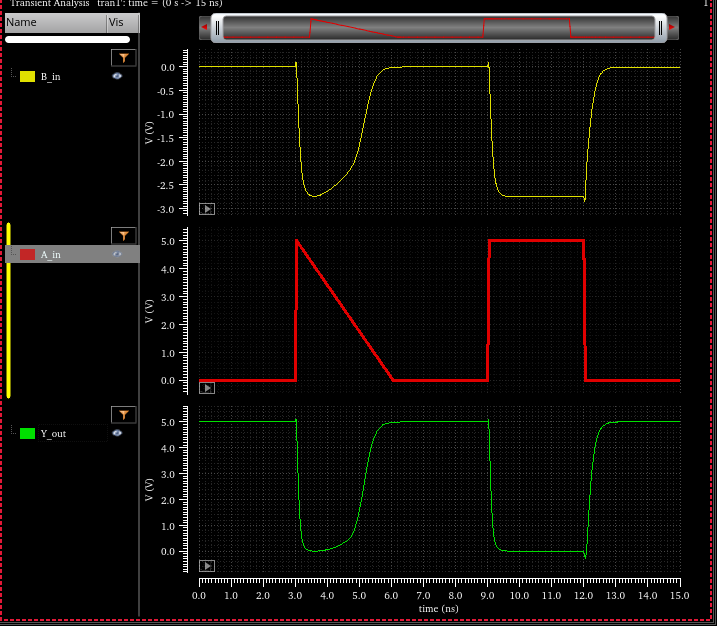 Transient Analysis `tran1': time = (0 s -> 15 ns) 1
Name Vis
B_in
0.0
-0.5
-1.0
-1.5
-2.0
-2.5
-3.0
V (V)
A_in
5.0
4.0
3.0
2.0
1.0
0.0
V (V)
Y_out
5.0
4.0
3.0
2.0
1.0
0.0
V (V)
0.0 1.0 2.0 3.0 4.0 5.0 6.0 7.0 8.0 9.0 10.0 11.0 12.0 13.0 14.0 15.0
time (ns)